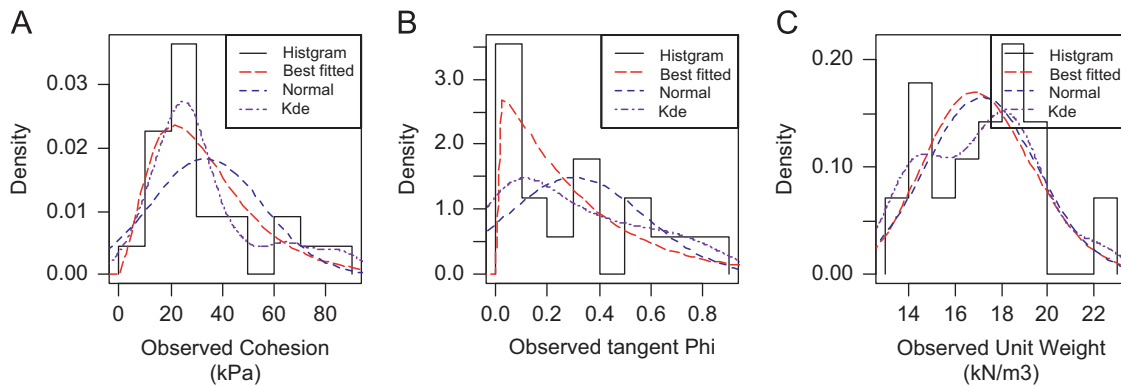 A
Density
0.03
0.02
0.01
0.00
Histgram
Best fitted
Normal
Kde
0 20 40 60 80
Observed Cohesion
(kPa)
B
Density
3.0
2.0
1.0
0.0
Histgram
Best fitted
Normal
Kde
0.0 0.2 0.4 0.6 0.8
Observed tangent Phi
C
Density
0.20
0.10
0.00
Histgram
Best fitted
Normal
Kde
14 16 18 20 22
Observed Unit Weight
(kN/m3)